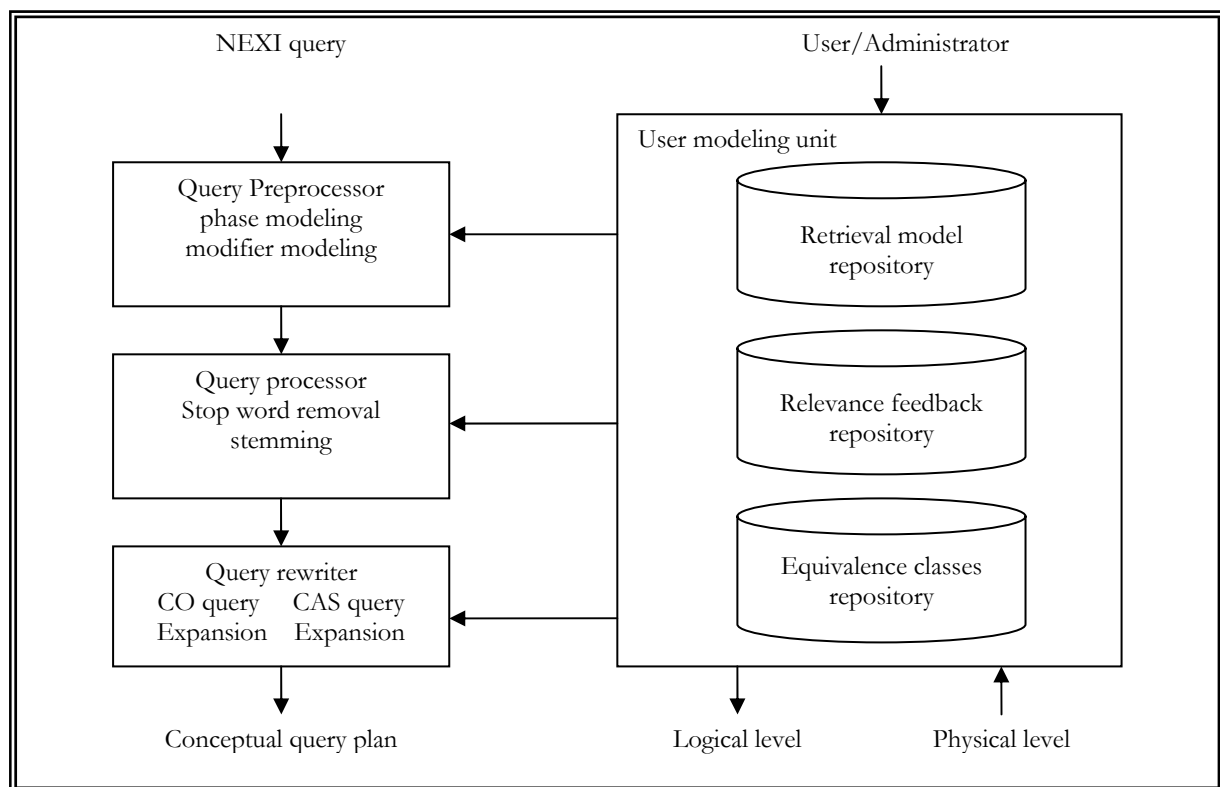 NEXI query
User/Administrator
User modeling unit
Query Preprocessor
phase modeling
modifier modeling
Retrieval model
repository
Query processor
Stop word removal
stemming
Relevance feedback
repository
Query rewriter
CO query CAS query
Expansion Expansion
Equivalence classes
repository
Conceptual query plan
Logical level
Physical level